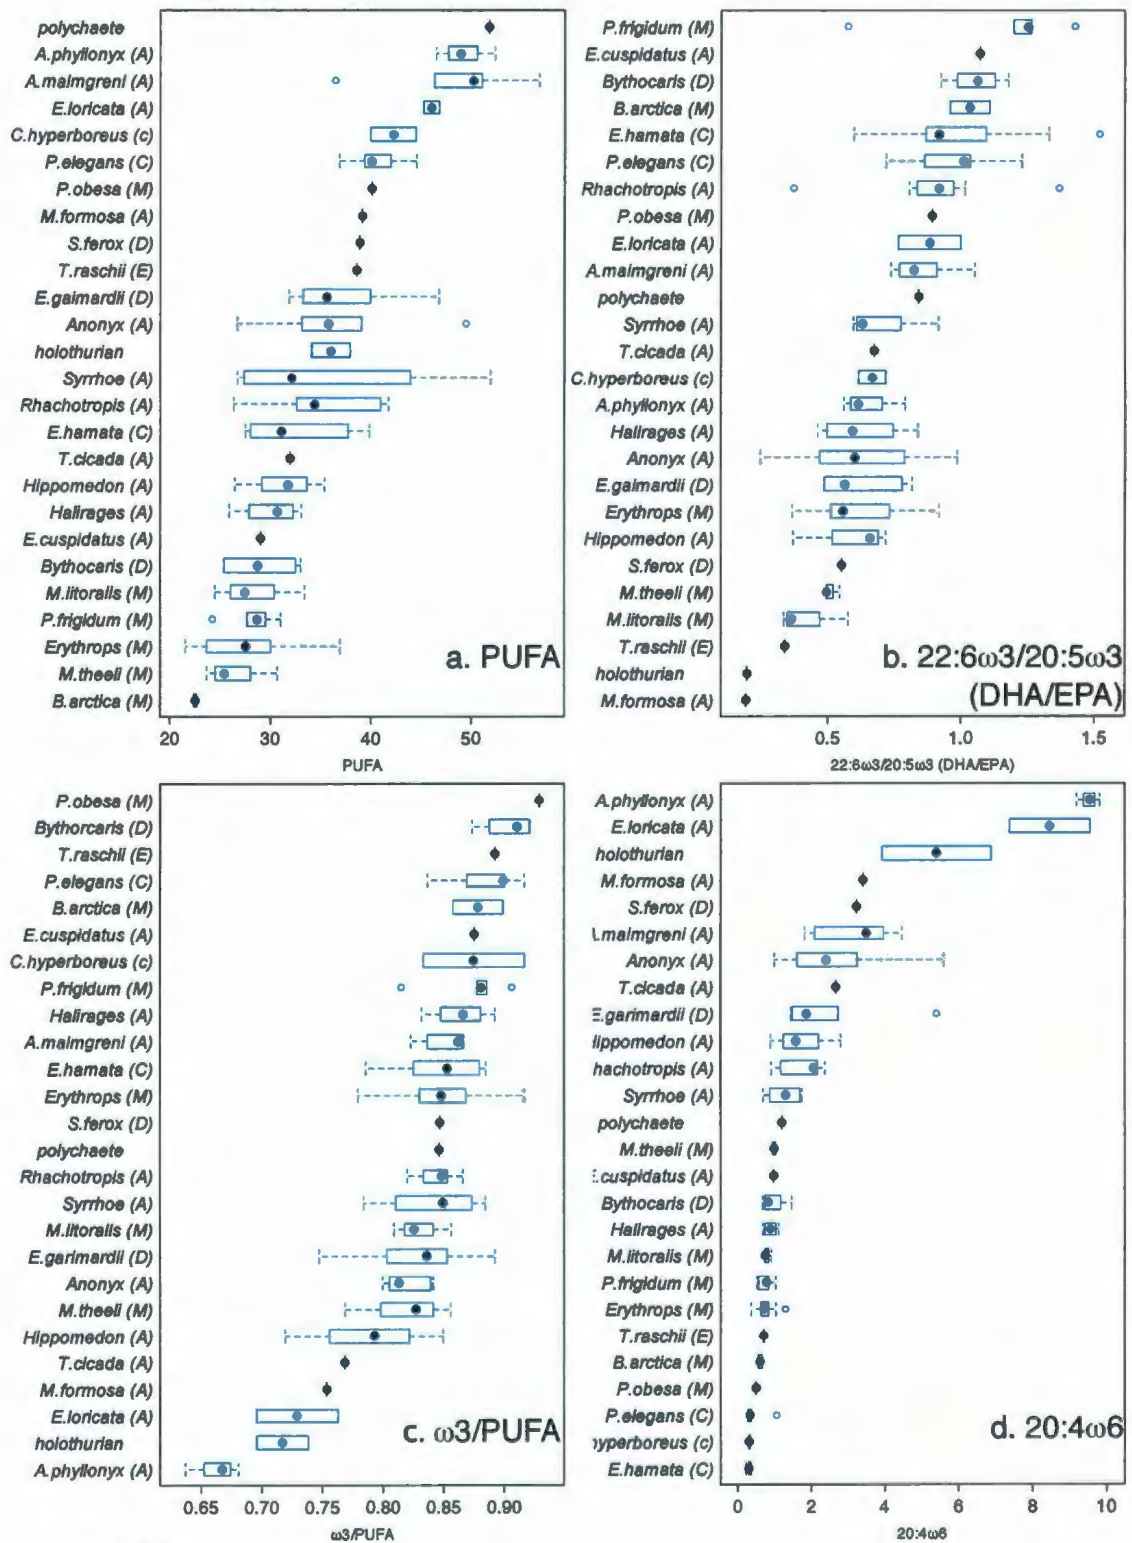 polychaete
A.phyllonyx (A)
A.malmgreni (A)
E.loricata (A)
C.hyperboreus (c)
P.elegans (C)
P.obesa (M)
M.formosa (A)
S.ferox (D)
T.raschii (E)
E.gaimardii (D)
Anonyx (A)
holothurian
Syrrhoe (A)
Rhachotropis (A)
E.hamata (C)
T.cicada (A)
Hippomedon (A)
Halirages (A)
E.cuspidatus (A)
Bythocaris (D)
M.litoralis (M)
P.frigidum (M)
Erythrops (M)
M.theeli (M)
B.arctica (M)
a. PUFA
20 30 40 50
PUFA
P.frigidum (M)
E.cuspidatus (A)
Bythocaris (D)
B.arctica (M)
E.hamata (C)
P.elegans (C)
Rhachotropis (A)
P.obesa (M)
E.loricata (A)
A.malmgreni (A)
polychaete
Syrrhoe (A)
T.cicada (A)
C.hyperboreus (c)
A.phyllonyx (A)
Halirages (A)
Anonyx (A)
E.gaimardii (D)
Erythrops (M)
Hippomedon (A)
S.ferox (D)
M.theeli (M)
M.litoralis (M)
T.raschii (E)
holothurian
M.formosa (A)
b. 22:6ω3/20:5ω3
(DHA/EPA)
0.5 1.0 1.5
22:6ω3/20:5ω3 (DHA/EPA)
P.obesa (M)
Bythorcaris (D)
T.raschii (E)
P.elegans (C)
B.arctica (M)
E.cuspidatus (A)
C.hyperboreus (c)
P.frigidum (M)
Halirages (A)
A.malmgreni (A)
E.hamata (C)
Erythrops (M)
S.ferox (D)
polychaete
Rhachotropis (A)
Syrrhoe (A)
M.litoralis (M)
E.garimardii (D)
Anonyx (A)
M.theeli (M)
Hippomedon (A)
T.cicada (A)
M.formosa (A)
E.loricata (A)
holothurian
A.phyllonyx (A)
c. ω3/PUFA
0.65 0.70 0.75 0.80 0.85 0.90
ω3/PUFA
A.phyllonyx (A)
E.loricata (A)
holothurian
M.formosa (A)
S.ferox (D)
.malmgreni (A)
Anonyx (A)
T.cicada (A)
E.garimardii (D)
lippomedon (A)
hachotropis (A)
Syrrhoe (A)
polychaete
M.theeli (M)
.cuspidatus (A)
Bythocaris (D)
Halirages (A)
M.litoralis (M)
P.frigidum (M)
Erythrops (M)
T.raschii (E)
B.arctica (M)
P.obesa (M)
P.elegans (C)
hyperboreus (c)
E.hamata (C)
d. 20:4ω6
0 2 4 6 8 10
20:4ω6